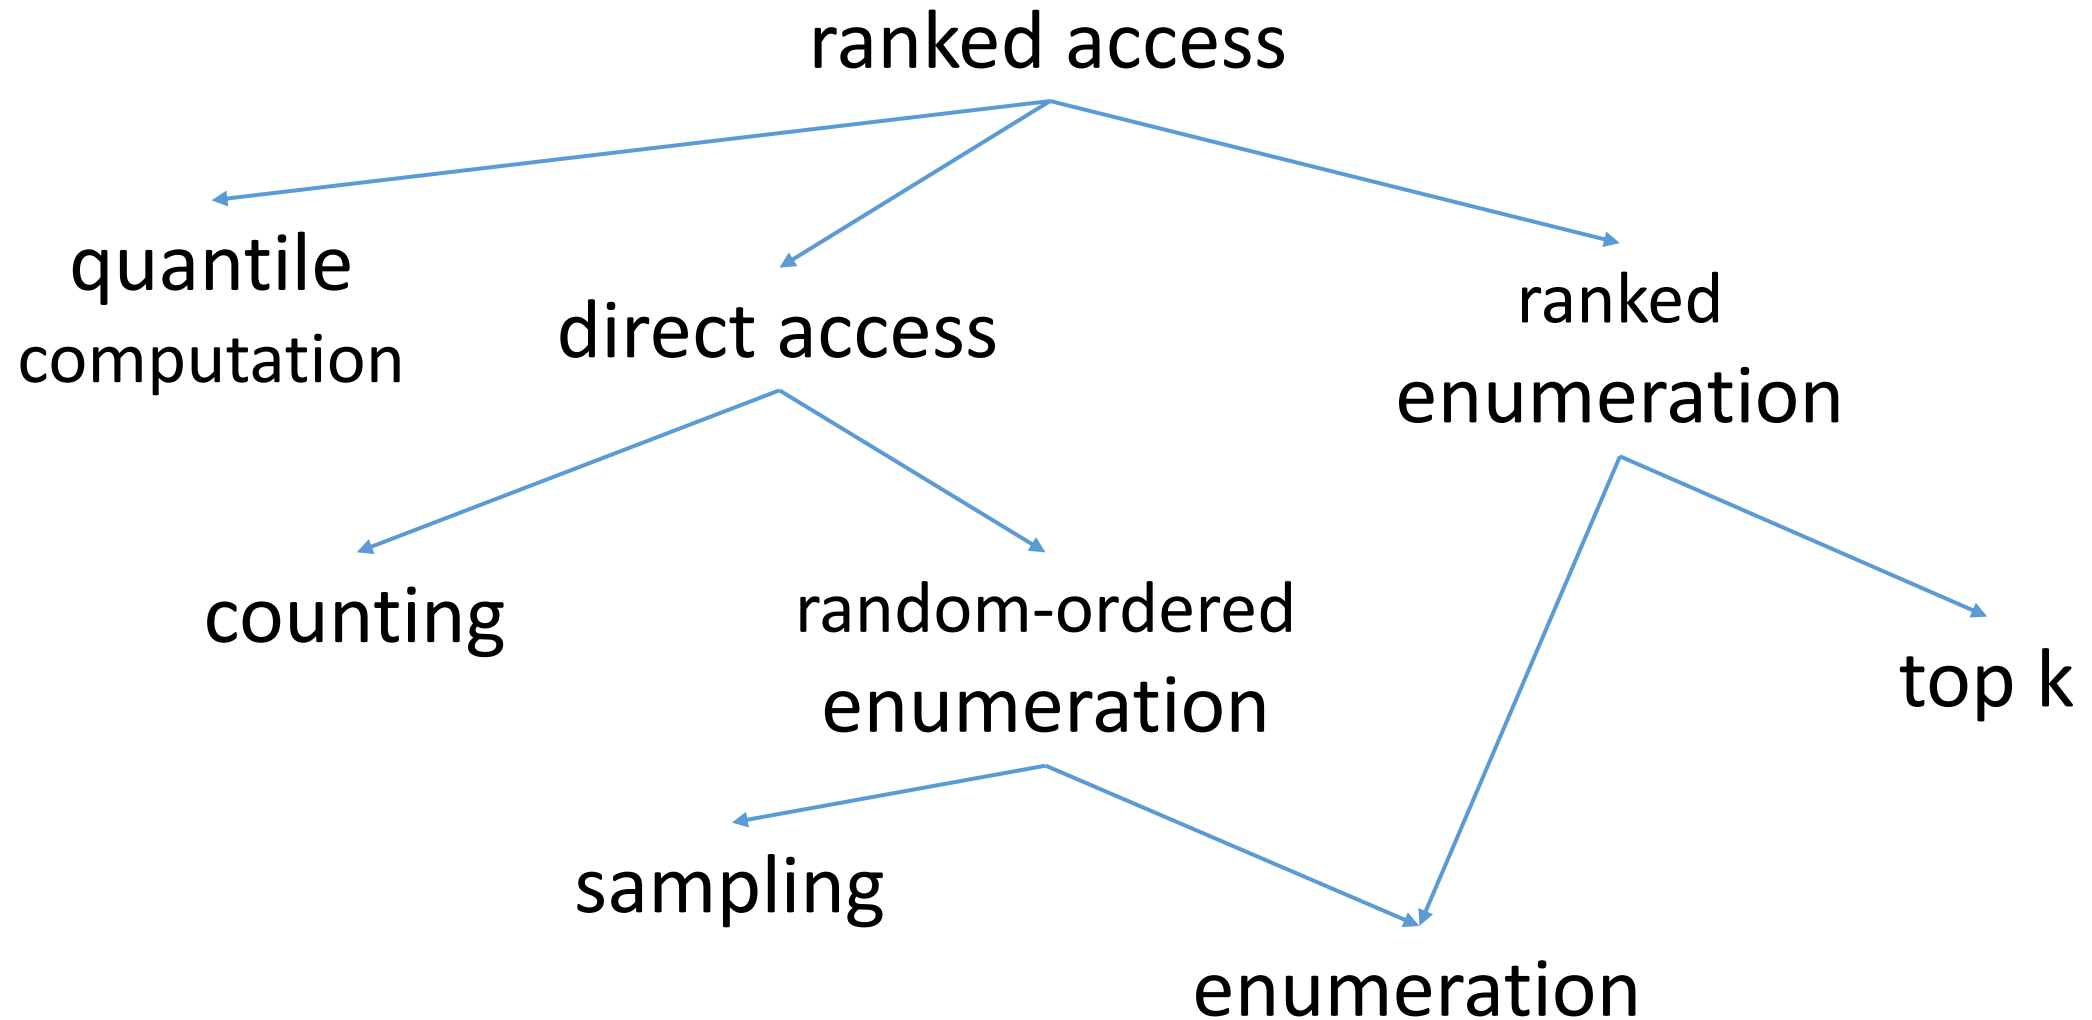 ranked access
quantile
computation
direct access
ranked
enumeration
counting
random-ordered
enumeration
top k
sampling
enumeration